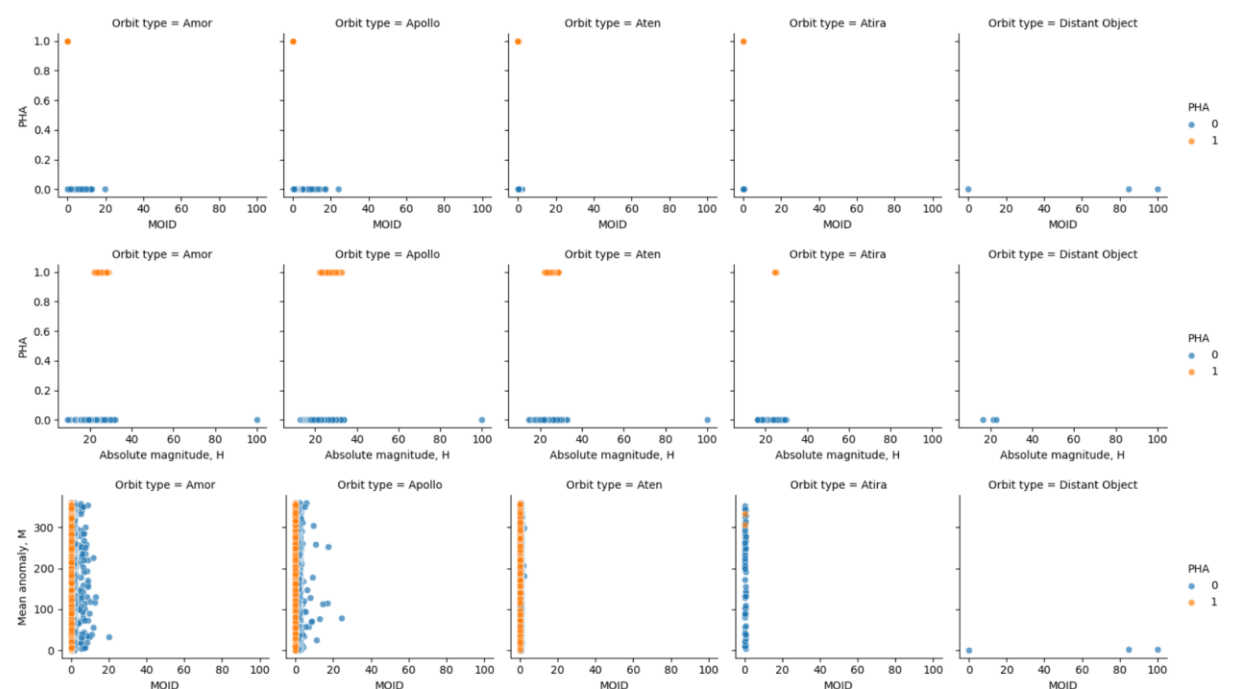 Orbit type = Amor Orbit type = Apollo Orbit type = Aten Orbit type = Atira Orbit type = Distant Object
1.0
0.8
0.6
0.4
0.2
0.0
PHA
0 20 40 60 80 100 0 20 40 60 80 100 0 20 40 60 80 100 0 20 40 60 80 100 0 20 40 60 80 100
MOID MOID MOID MOID MOID
PHA
0
1
Orbit type = Amor Orbit type = Apollo Orbit type = Aten Orbit type = Atira Orbit type = Distant Object
1.0
0.8
0.6
0.4
0.2
0.0
PHA
20 40 60 80 100 20 40 60 80 100 20 40 60 80 100 20 40 60 80 100 20 40 60 80 100
Absolute magnitude, H Absolute magnitude, H Absolute magnitude, H Absolute magnitude, H Absolute magnitude, H
PHA
0
1
Orbit type = Amor Orbit type = Apollo Orbit type = Aten Orbit type = Atira Orbit type = Distant Object
300
200
100
0
Mean anomaly, M
0 20 40 60 80 100 0 20 40 60 80 100 0 20 40 60 80 100 0 20 40 60 80 100 0 20 40 60 80 100
MOID MOID MOID MOID MOID
PHA
0
1